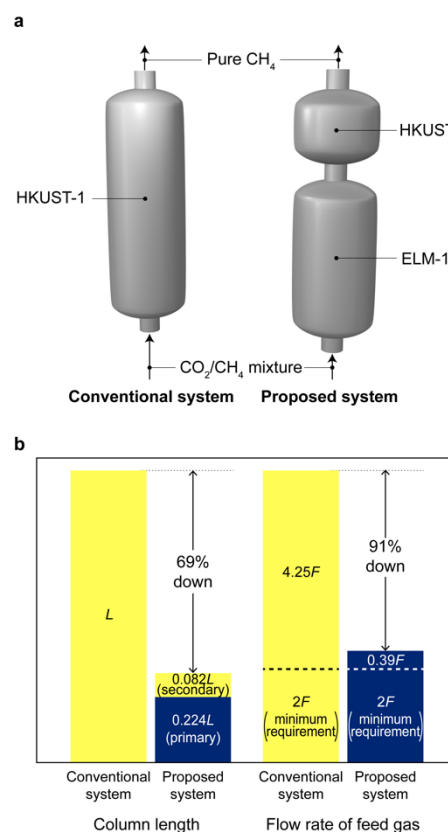 a
Pure CH₄
HKUST
HKUST-1
ELM-1
CO₂/CH₄ mixture
Conventional system Proposed system
b
69%
down
91%
down
4.25F
L
0.39F
0.082L
(secondary)
0.224L
(primary)
2F
(minimum
requirement)
2F
(minimum
requirement)
Conventional
system
Proposed
system
Conventional
system
Proposed
system
Column length
Flow rate of feed gas